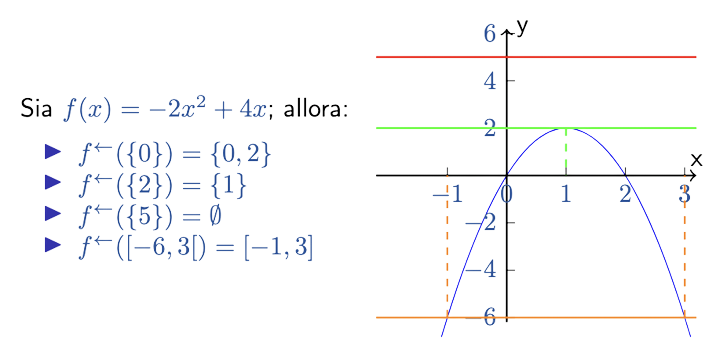 Sia f(x) = −2x² + 4x; allora:
▶ f←({0}) = {0, 2}
▶ f←({2}) = {1}
▶ f←({5}) = ∅
▶ f←([−6, 3[) = [−1, 3]
y
6
4
2
x
−1 0 1 2 3
−2
−4
−6